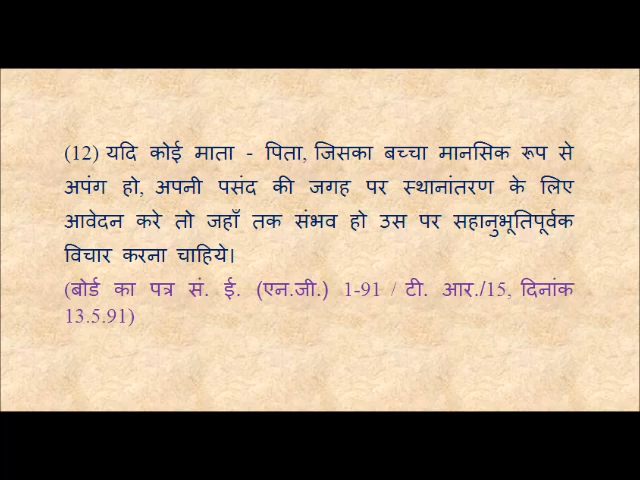 (12) यदि कोई माता - पिता, जिसका बच्चा मानसिक रूप से
अपंग हो, अपनी पसंद की जगह पर स्थानांतरण के लिए
आवेदन करे तो जहाँ तक संभव हो उस पर सहानुभूतिपूर्वक
विचार करना चाहिये।
(बोर्ड का पत्र सं. ई. (एन.जी.) 1-91 / टी. आर./15, दिनांक
13.5.91)